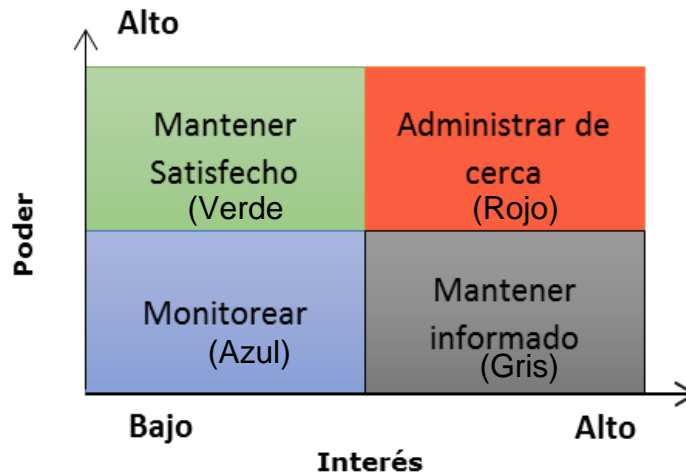 Alto
Mantener
Satisfecho
(Verde
Administrar de
cerca
(Rojo)
Poder
Monitorear
(Azul)
Mantener
informado
(Gris)
Bajo
Alto
Interés